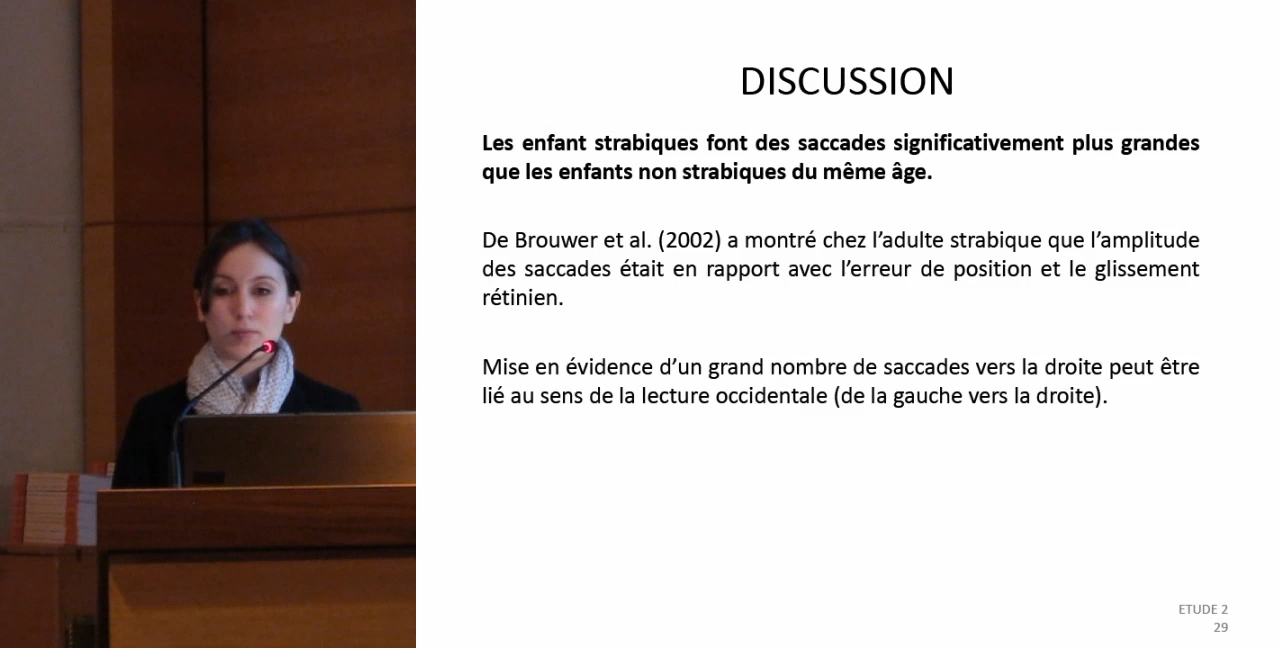 DISCUSSION
Les enfant strabiques font des saccades significativement plus grandes
que les enfants non strabiques du même âge.
De Brouwer et al. (2002) a montré chez l’adulte strabique que l’amplitude
des saccades était en rapport avec l’erreur de position et le glissement
rétinien.
Mise en évidence d’un grand nombre de saccades vers la droite peut être
lié au sens de la lecture occidentale (de la gauche vers la droite).
ETUDE 2
29